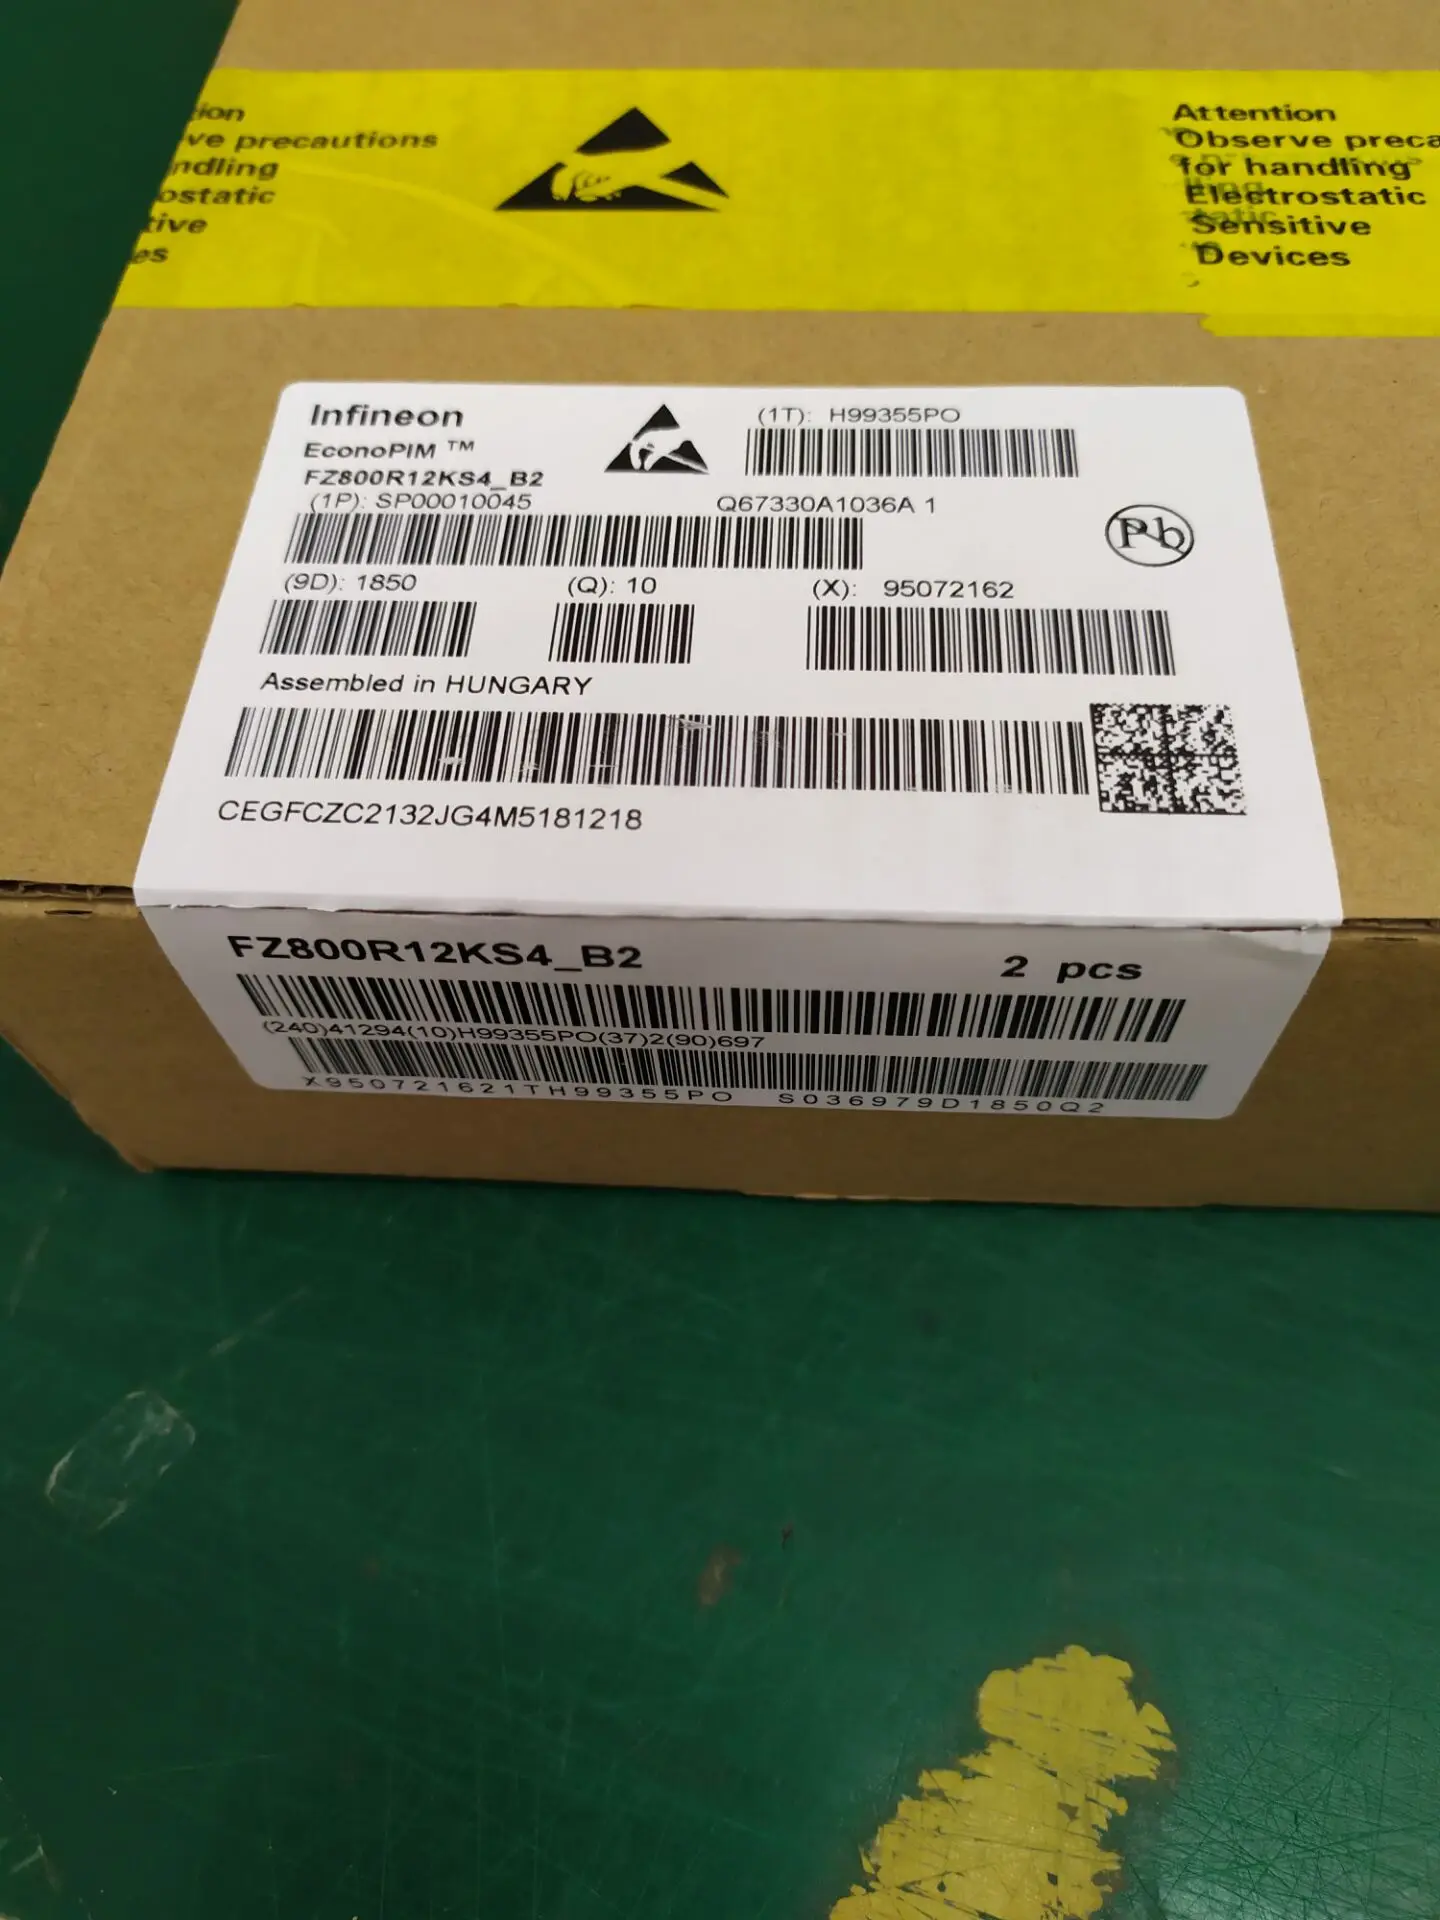 ion
ve precautions
ndling
ostatic
tive
es
Attention
Observe preca
for handling
Electrostatic
Sensitive
Devices
Infineon
EconoPIM ™
FZ800R12KS4_B2
(1T): H99355PO
(1P): SP00010045 Q67330A1036A 1
Pb
(9D): 1850 (Q): 10 (X): 95072162
Assembled in HUNGARY
CEGFCZC2132JG4M5181218
FZ800R12KS4_B2 2 pcs
(240)41294(10)H99355PO(37)2(90)697
X950721621TH99355PO S036979D1850Q2